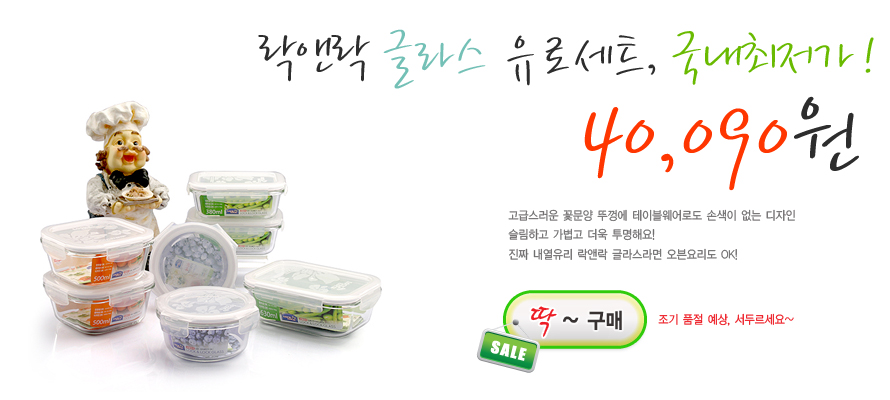 락앤락 글라스 유로세트, 국내최저가!
40,090원
고급스러운 꽃문양 뚜껑에 테이블웨어로도 손색이 없는 디자인
슬림하고 가볍고 더욱 투명해요!
진짜 내열유리 락앤락 글라스라면 오븐요리도 OK!
딱 ~ 구매
조기 품절 예상, 서두르세요~
SALE
380ml
500ml
630ml
500ml